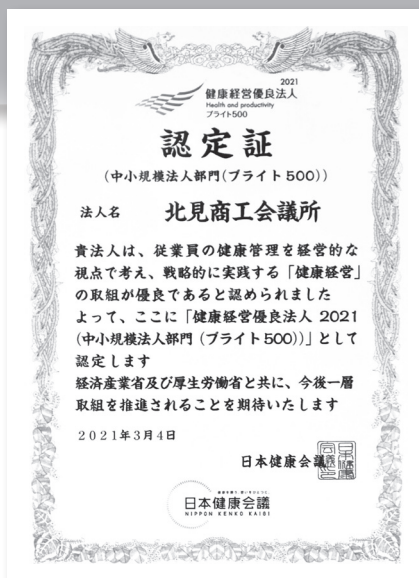 2021
健康経営優良法人
Health and productivity
ブライト500
認定証
（中小規模法人部門（ブライト500））
法人名 北見商工会議所
貴法人は、従業員の健康管理を経営的な
視点で考え、戦略的に実践する「健康経営」
の取組が優良であると認められました
よって、ここに「健康経営優良法人 2021
（中小規模法人部門（ブライト500））」として
認定します
経済産業省及び厚生労働省と共に、今後一層
取組を推進されることを期待いたします
2021年3月4日
日本健康会議
日本健康会議
NIPPON KENKO KAIGI